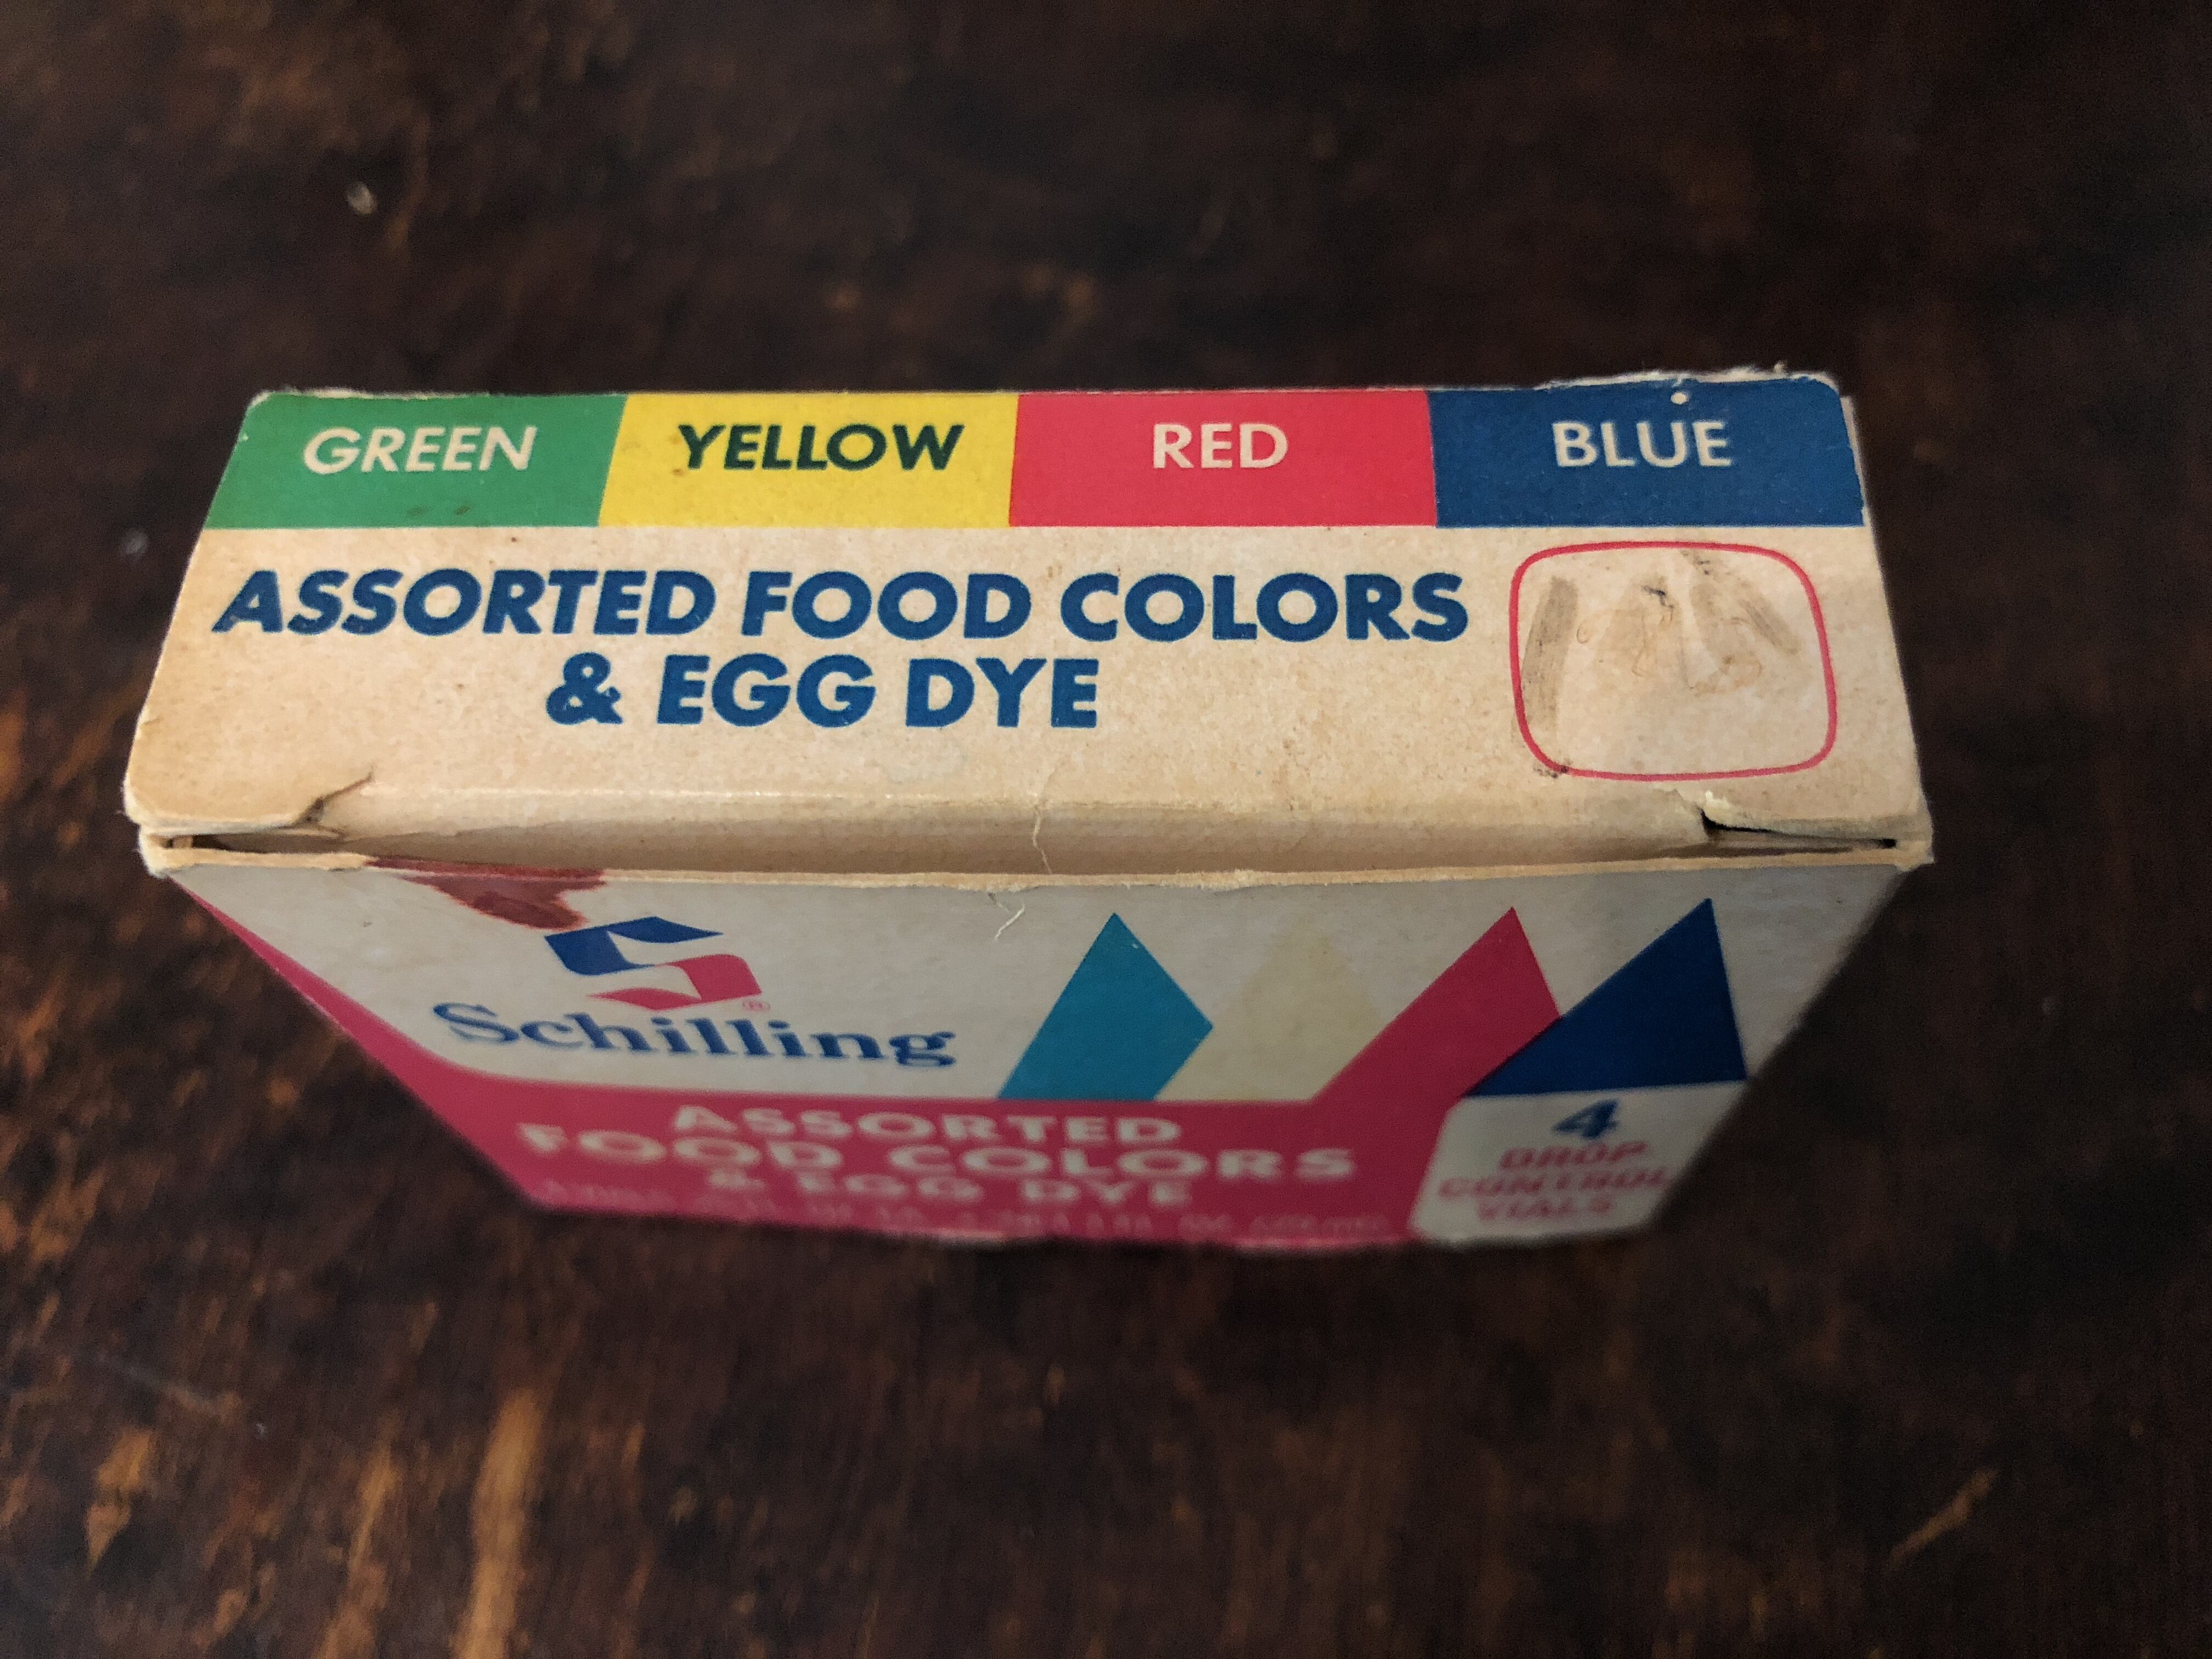 GREEN YELLOW RED BLUE
ASSORTED FOOD COLORS
& EGG DYE
®
Schilling
ASSORTED
FOOD COLORS
& EGG DYE
4
DROP
CONTROL
VIALS